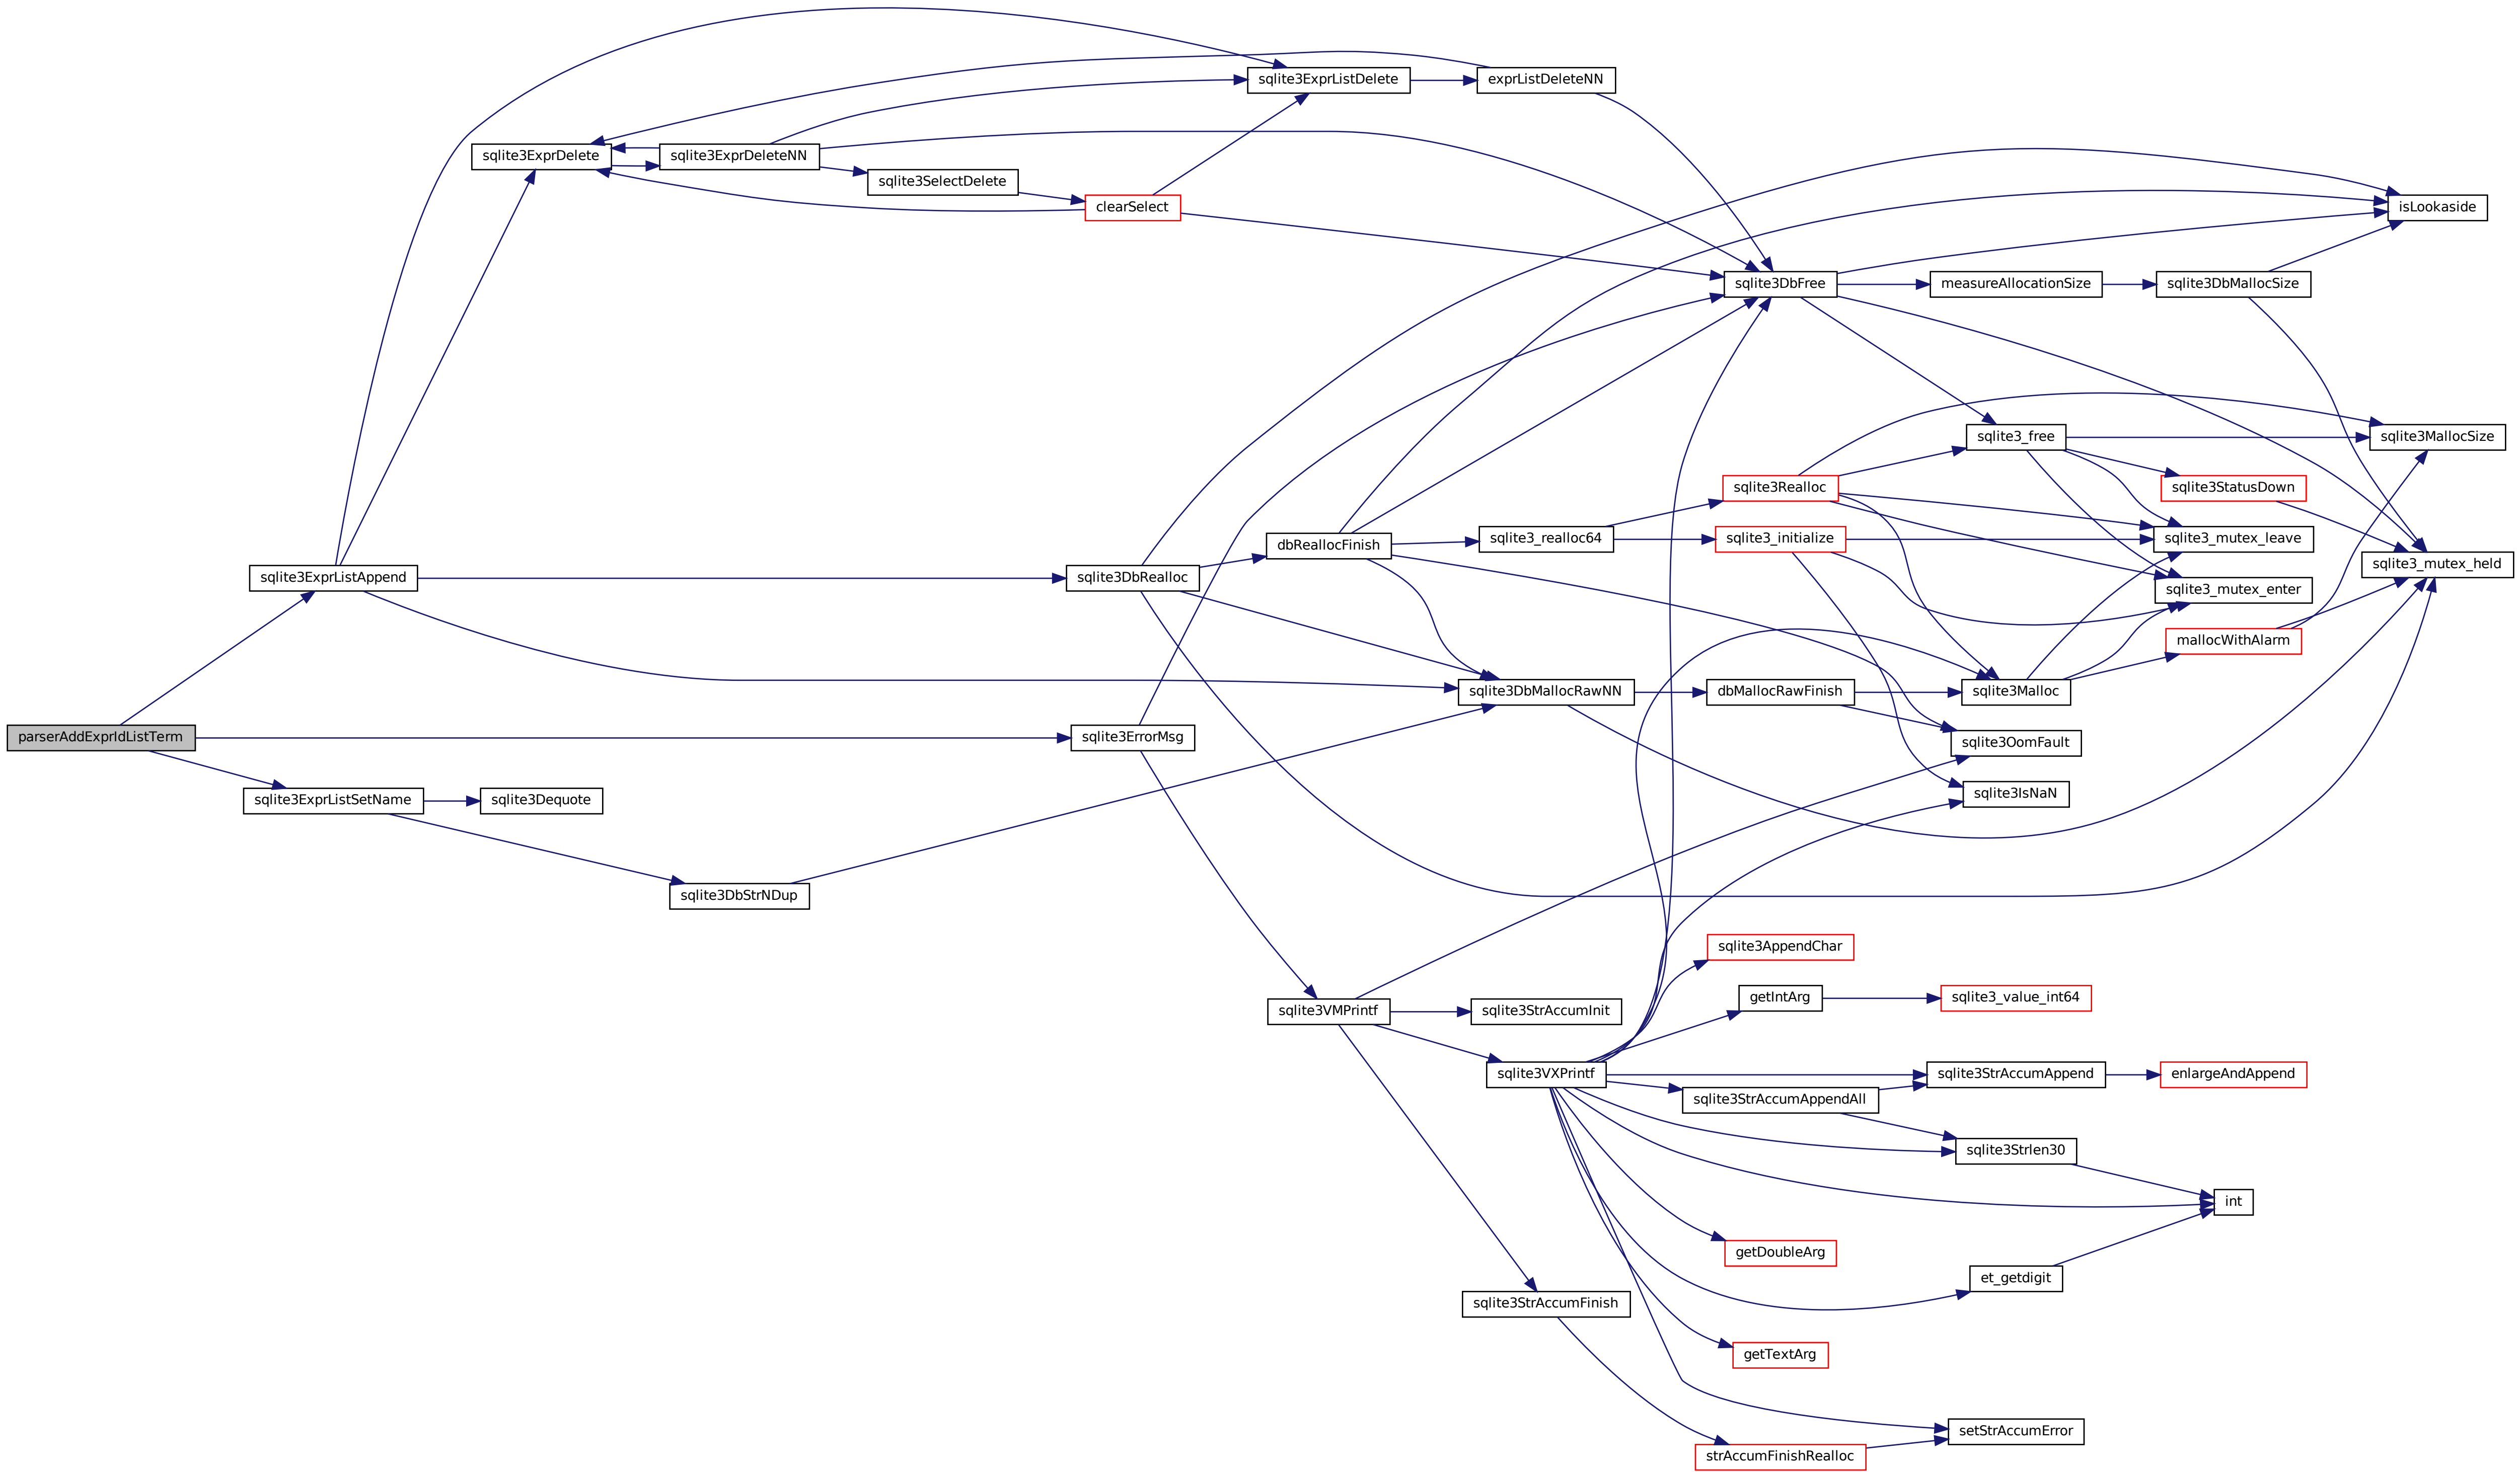 sqlite3ExprListDelete
exprListDeleteNN
sqlite3ExprDelete
sqlite3ExprDeleteNN
sqlite3SelectDelete
clearSelect
isLookaside
sqlite3DbFree
measureAllocationSize
sqlite3DbMallocSize
sqlite3_free
sqlite3MallocSize
sqlite3Realloc
sqlite3StatusDown
dbReallocFinish
sqlite3_realloc64
sqlite3_initialize
sqlite3_mutex_leave
sqlite3_mutex_held
sqlite3ExprListAppend
sqlite3DbRealloc
sqlite3_mutex_enter
mallocWithAlarm
sqlite3DbMallocRawNN
dbMallocRawFinish
sqlite3Malloc
parserAddExprIdListTerm
sqlite3ErrorMsg
sqlite3OomFault
sqlite3ExprListSetName
sqlite3Dequote
sqlite3IsNaN
sqlite3DbStrNDup
sqlite3AppendChar
sqlite3VMPrintf
sqlite3StrAccumInit
getIntArg
sqlite3_value_int64
sqlite3VXPrintf
sqlite3StrAccumAppend
enlargeAndAppend
sqlite3StrAccumAppendAll
sqlite3Strlen30
int
getDoubleArg
et_getdigit
sqlite3StrAccumFinish
getTextArg
setStrAccumError
strAccumFinishRealloc